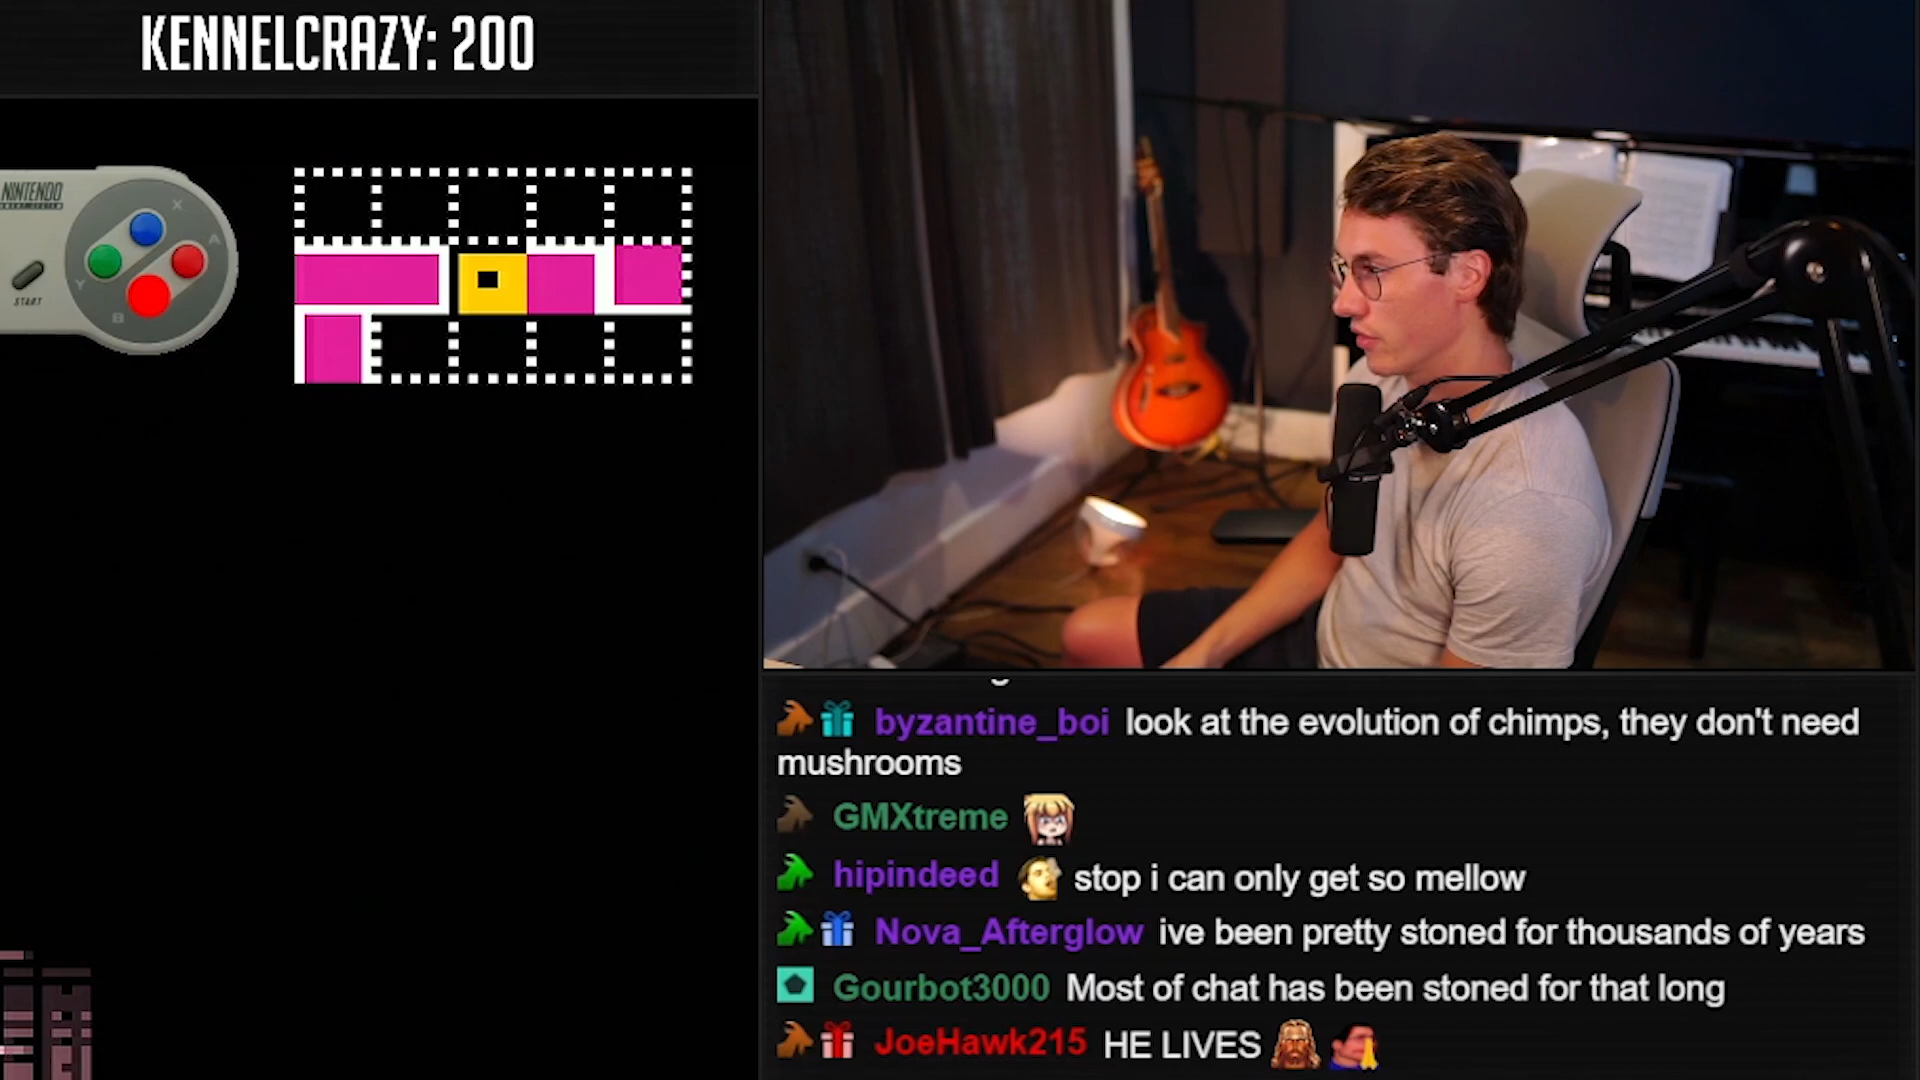 KENNELCRAZY: 200
NINTENDO
X
A
Y
B
START
byzantine_boi look at the evolution of chimps, they don't need
mushrooms
GMXtreme
hipindeed stop i can only get so mellow
Nova_Afterglow ive been pretty stoned for thousands of years
Gourbot3000 Most of chat has been stoned for that long
JoeHawk215 HE LIVES